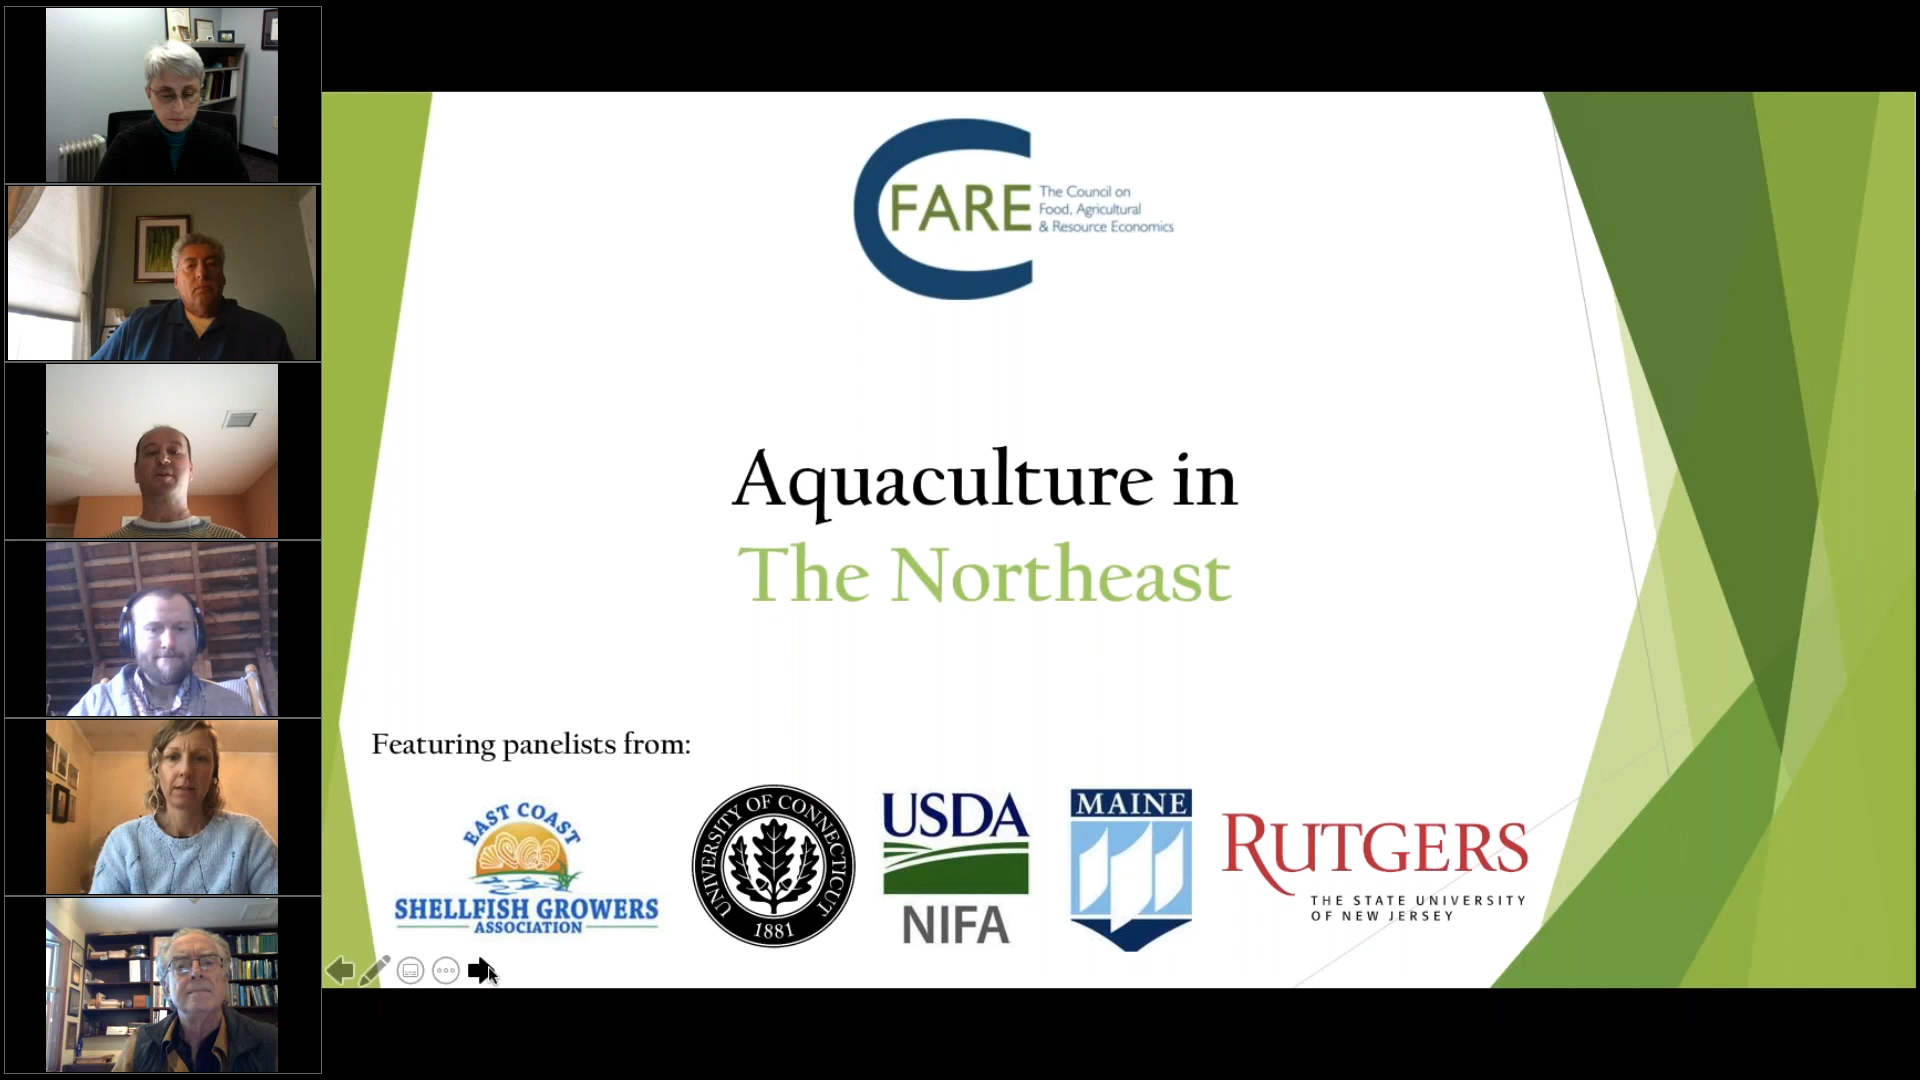 FARE
The Council on
Food, Agricultural
& Resource Economics
Aquaculture in
The Northeast
Featuring panelists from:
EAST COAST
SHELLFISH GROWERS
ASSOCIATION
UNIVERSITY OF CONNECTICUT
1881
USDA
NIFA
MAINE
RUTGERS
THE STATE UNIVERSITY
OF NEW JERSEY